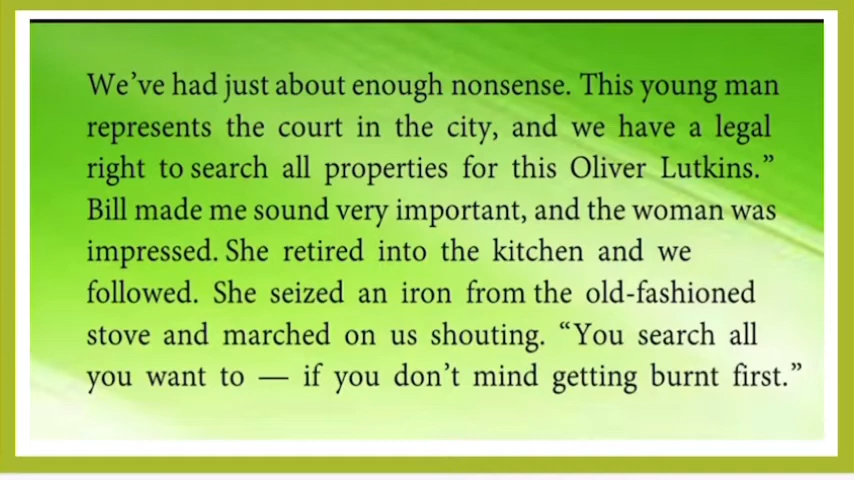 We’ve had just about enough nonsense. This young man
represents the court in the city, and we have a legal
right to search all properties for this Oliver Lutkins.”
Bill made me sound very important, and the woman was
impressed. She retired into the kitchen and we
followed. She seized an iron from the old-fashioned
stove and marched on us shouting. “You search all
you want to — if you don’t mind getting burnt first.”